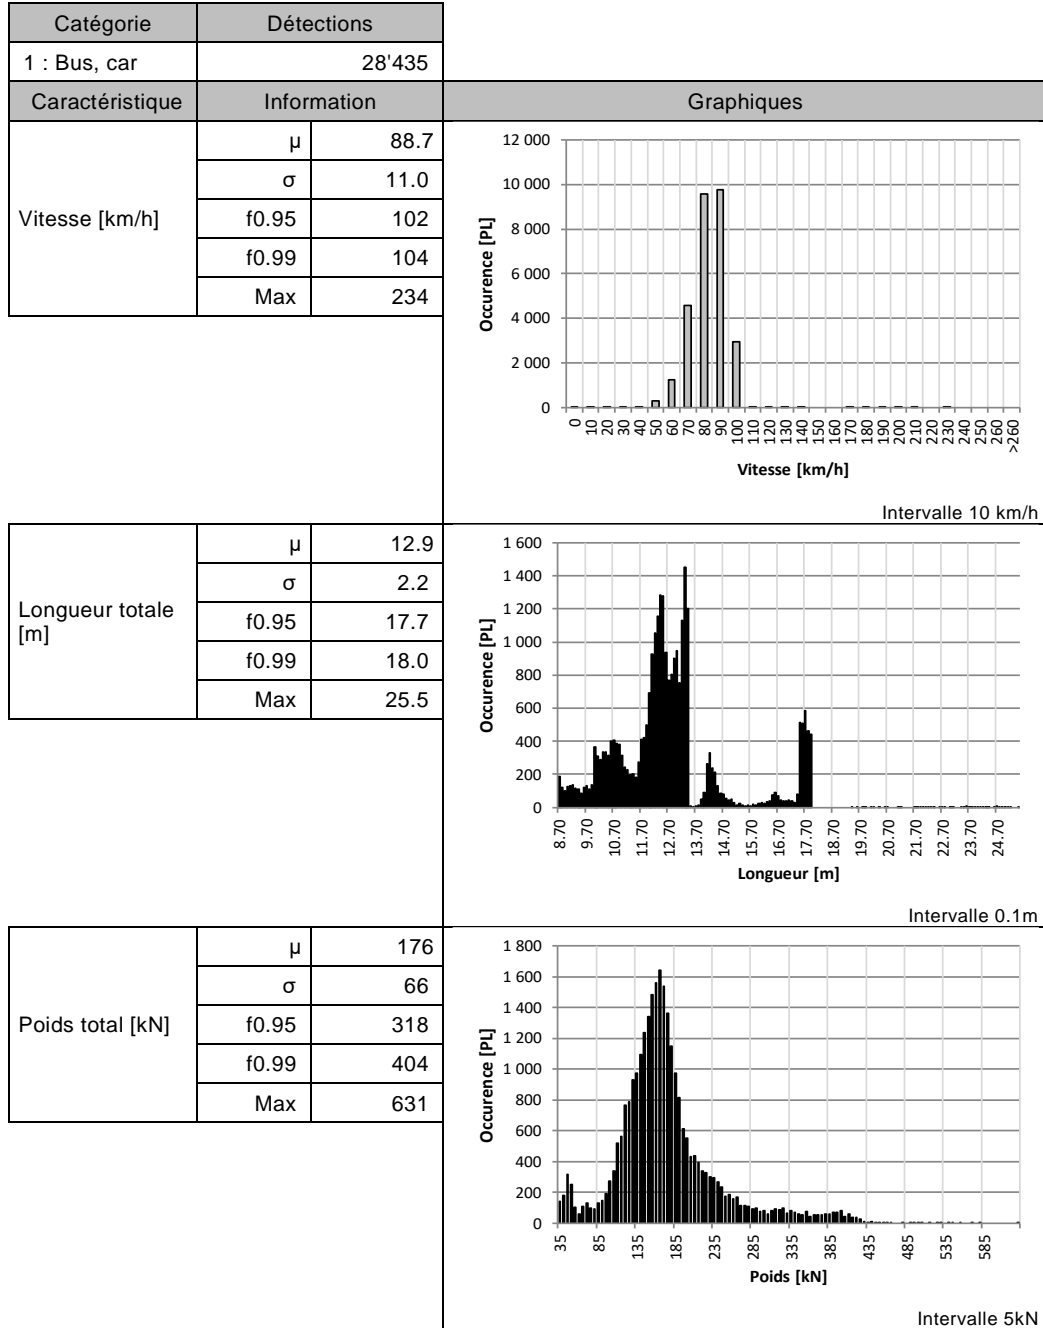 Catégorie Détections
1 : Bus, car 28'435
Caractéristique Information Graphiques
Vitesse [km/h]
μ 88.7
σ 11.0
f0.95 102
f0.99 104
Max 234
12 000
10 000
8 000
6 000
4 000
2 000
0
Occurence [PL]
0 10 20 30 40 50 60 70 80 90 100 110 120 130 140 150 160 170 180 190 200 210 220 230 240 250 260 >260
Vitesse [km/h]
Intervalle 10 km/h
Longueur totale
[m]
μ 12.9
σ 2.2
f0.95 17.7
f0.99 18.0
Max 25.5
1 600
1 400
1 200
1 000
800
600
400
200
0
Occurence [PL]
8.70 9.70 10.70 11.70 12.70 13.70 14.70 15.70 16.70 17.70 18.70 19.70 20.70 21.70 22.70 23.70 24.70
Longueur [m]
Intervalle 0.1m
Poids total [kN]
μ 176
σ 66
f0.95 318
f0.99 404
Max 631
1 800
1 600
1 400
1 200
1 000
800
600
400
200
0
Occurence [PL]
35 85 135 185 235 285 335 385 435 485 535 585
Poids [kN]
Intervalle 5kN